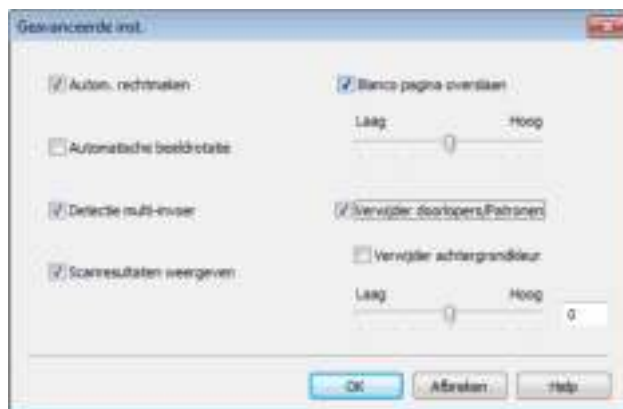 Geavanceerde inst.
Autom. rechtmaken
Automatische beeldrotatie
Detectie multi-invoer
Scanresultaten weergeven
Blanco pagina overslaan
Laag Hoog
Verwijder doorlopers/Patronen
Verwijder achtergrondkleur
Laag Hoog
0
OK Afbreken Help